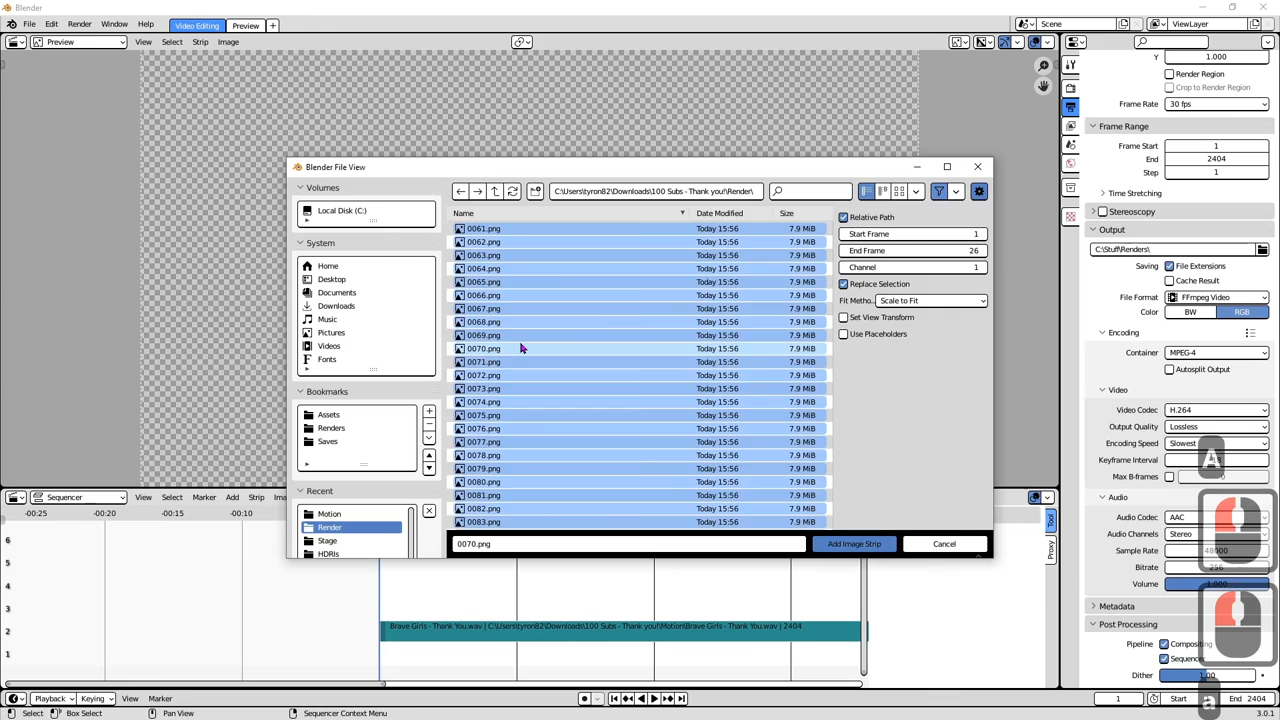 Blender
File Edit Render Window Help Video Editing Preview + Scene ViewLayer
Preview View Select Strip Image
Y 1.000
Render Region
Crop to Render Region
Frame Rate 30 fps
Frame Range
Frame Start 1
End 2404
Step 1
Time Stretching
Stereoscopy
Output
C:\Stuff\Renders\
Saving File Extensions
Cache Result
File Format FFmpeg Video
Color BW RGB
Encoding
Container MPEG-4
Autosplit Output
Video
Video Codec H.264
Output Quality Lossless
Encoding Speed Slowest
Keyframe Interval
Max B-frames
Audio
Audio Codec AAC
Audio Channels Stereo
Sample Rate 48000
Bitrate 256
Volume 1.000
Metadata
Post Processing
Pipeline Compositing
Sequencer
Dither 1.00
Blender File View
Volumes
Local Disk (C:)
System
Home
Desktop
Documents
Downloads
Music
Pictures
Videos
Fonts
Bookmarks
Assets
Renders
Saves
Recent
Motion
Render
Stage
HDRIs
C:\Users\tyron82\Downloads\100 Subs - Thank you!\Render\
Name Date Modified Size
0061.png Today 15:56 7.9 MiB
0062.png Today 15:56 7.9 MiB
0063.png Today 15:56 7.9 MiB
0064.png Today 15:56 7.9 MiB
0065.png Today 15:56 7.9 MiB
0066.png Today 15:56 7.9 MiB
0067.png Today 15:56 7.9 MiB
0068.png Today 15:56 7.9 MiB
0069.png Today 15:56 7.9 MiB
0070.png Today 15:56 7.9 MiB
0071.png Today 15:56 7.9 MiB
0072.png Today 15:56 7.9 MiB
0073.png Today 15:56 7.9 MiB
0074.png Today 15:56 7.9 MiB
0075.png Today 15:56 7.9 MiB
0076.png Today 15:56 7.9 MiB
0077.png Today 15:56 7.9 MiB
0078.png Today 15:56 7.9 MiB
0079.png Today 15:56 7.9 MiB
0080.png Today 15:56 7.9 MiB
0081.png Today 15:56 7.9 MiB
0082.png Today 15:56 7.9 MiB
0083.png Today 15:56 7.9 MiB
Relative Path
Start Frame 1
End Frame 26
Channel 1
Replace Selection
Fit Metho... Scale to Fit
Set View Transform
Use Placeholders
0070.png Add Image Strip Cancel
Sequencer View Select Marker Add Strip
-00:25 -00:20 -00:15 -00:10
6
5
4
3
2
1
Brave Girls - Thank You.wav | C:\Users\tyron82\Downloads\100 Subs - Thank you!\Motion\Brave Girls - Thank You.wav | 2404
Tool
Proxy
A
a
Playback Keying View Marker 1 Start End 2404
Select Box Select Pan View Sequencer Context Menu 3.0.1